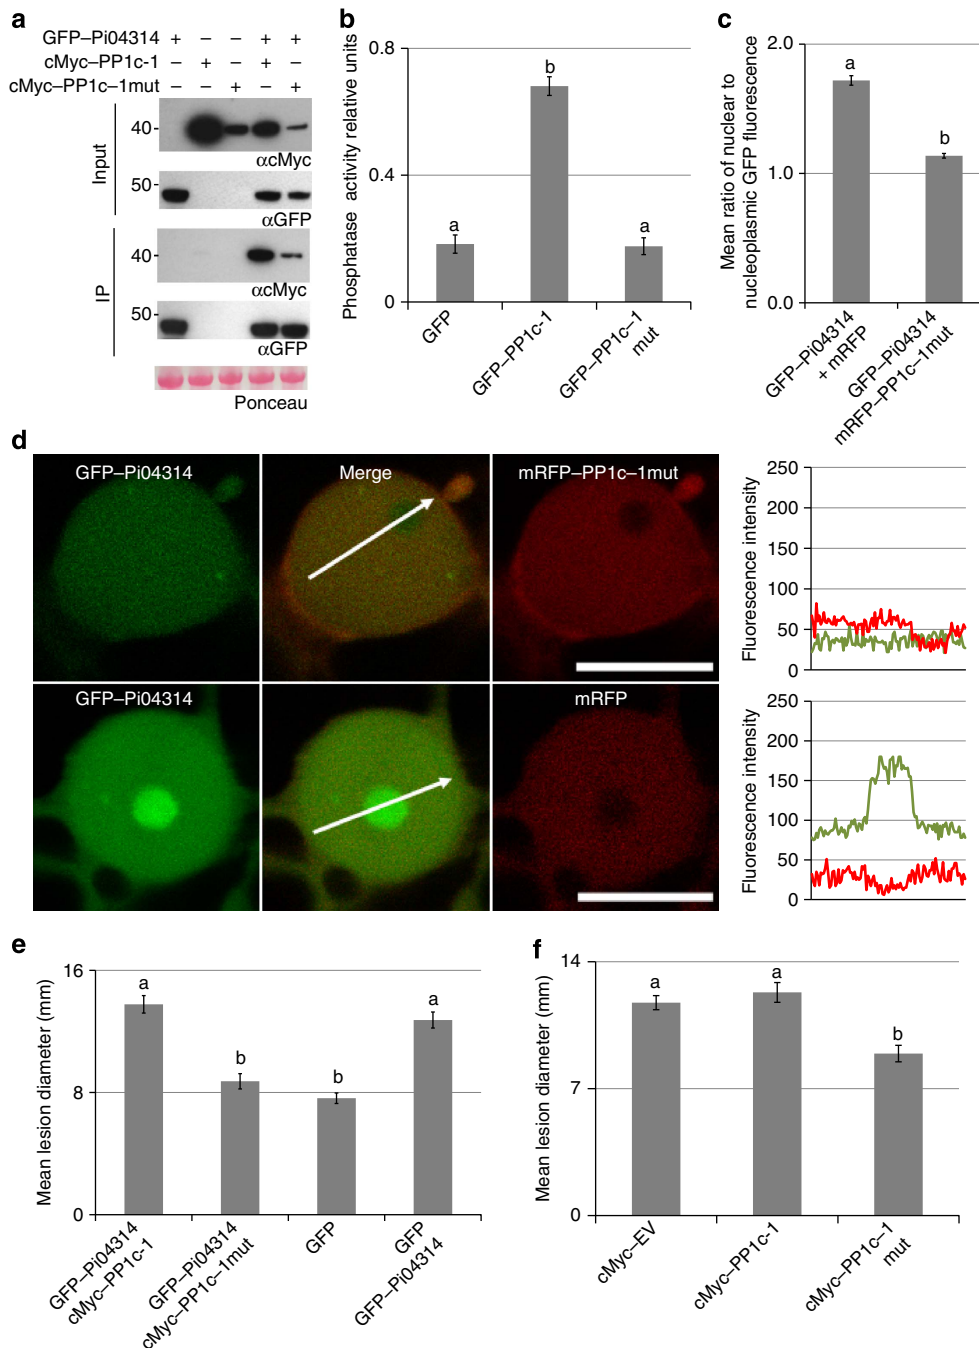 a
GFP–Pi04314 + – – + +
cMyc–PP1c-1 – + – + –
cMyc–PP1c–1mut – – + – +
Input
40
αcMyc
50
αGFP
IP
40
αcMyc
50
αGFP
Ponceau
b
Phosphatase activity relative units
0.8
0.4
0
a
b
a
GFP
GFP–PP1c-1
GFP–PP1c–1
mut
c
Mean ratio of nuclear to
nucleoplasmic GFP fluorescence
2.0
1.0
0.0
a
b
GFP–Pi04314
+ mRFP
GFP–Pi04314
mRFP–PP1c–1mut
d
GFP–Pi04314
Merge
mRFP–PP1c–1mut
Fluorescence intensity
250
200
150
100
50
0
GFP–Pi04314
mRFP
Fluorescence intensity
250
200
150
100
50
0
e
Mean lesion diameter (mm)
16
8
0
a
b
b
a
GFP–Pi04314
cMyc–PP1c-1
GFP–Pi04314
cMyc–PP1c–1mut
GFP
GFP
GFP–Pi04314
f
Mean lesion diameter (mm)
14
7
0
a
a
b
cMyc–EV
cMyc–PP1c-1
cMyc–PP1c–1
mut